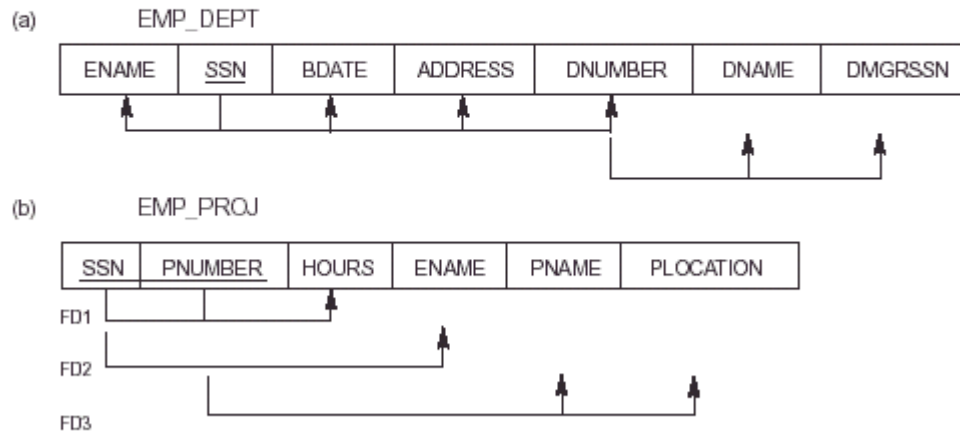 (a) EMP_DEPT
ENAME SSN BDATE ADDRESS DNUMBER DNAME DMGRSSN
(b) EMP_PROJ
SSN PNUMBER HOURS ENAME PNAME PLOCATION
FD1
FD2
FD3